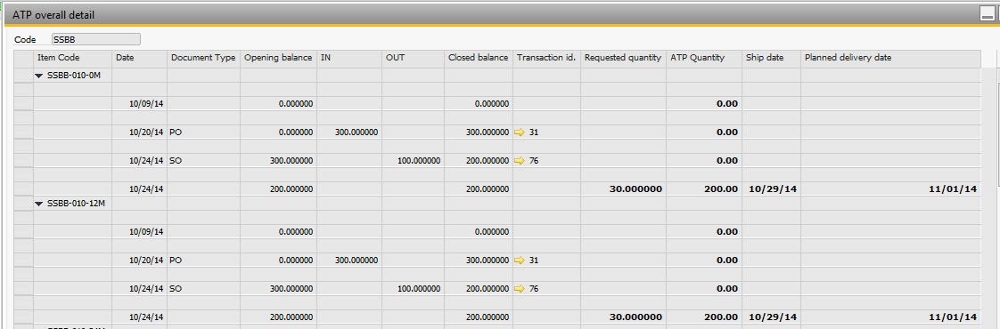 ATP overall detail
Code SSBB
Item Code Date Document Type Opening balance IN OUT Closed balance Transaction id. Requested quantity ATP Quantity Ship date Planned delivery date
SSBB-010-0M
10/09/14 0.000000 0.000000 0.00
10/20/14 PO 0.000000 300.000000 300.000000 31 0.00
10/24/14 SO 300.000000 100.000000 200.000000 76 0.00
10/24/14 200.000000 200.000000 30.000000 200.00 10/29/14 11/01/14
SSBB-010-12M
10/09/14 0.000000 0.000000 0.00
10/20/14 PO 0.000000 300.000000 300.000000 31 0.00
10/24/14 SO 300.000000 100.000000 200.000000 76 0.00
10/24/14 200.000000 200.000000 30.000000 200.00 10/29/14 11/01/14